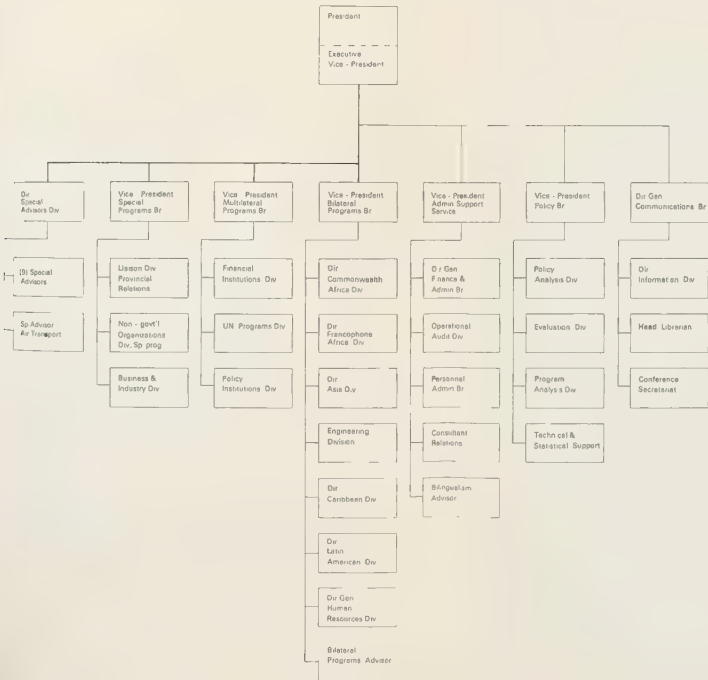 President
Executive
Vice - President
Dir
Special
Advisors Div
Vice President
Special
Programs Br
Vice President
Multilateral
Programs Br
Vice - President
Bilateral
Programs Br
Vice - President
Admin Support
Service
Vice - President
Policy Br
Dir Gen
Communications Br
(9) Special
Advisors
Sp Advisor
Air Transport
Liaison Div
Provincial
Relations
Non - govt'l
Organizations
Div, Sp prog
Business &
Industry Div
Financial
Institutions Div
UN Programs Div
Policy
Institutions Div
Dir
Commonwealth
Africa Div
Dir
Francophone
Africa Div
Dir
Asia Div
Engineering
Division
Dir
Caribbean Div
Dir
Latin
American Div
Dir Gen
Human
Resources Div
Bilateral
Programs Advisor
Dir Gen
Finance &
Admin Br
Operational
Audit Div
Personnel
Admin Br
Consultant
Relations
Bilingualism
Advisor
Policy
Analysis Div
Evaluation Div
Program
Analysis Div
Technical &
Statistical Support
Dir
Information Div
Head Librarian
Conference
Secretariat